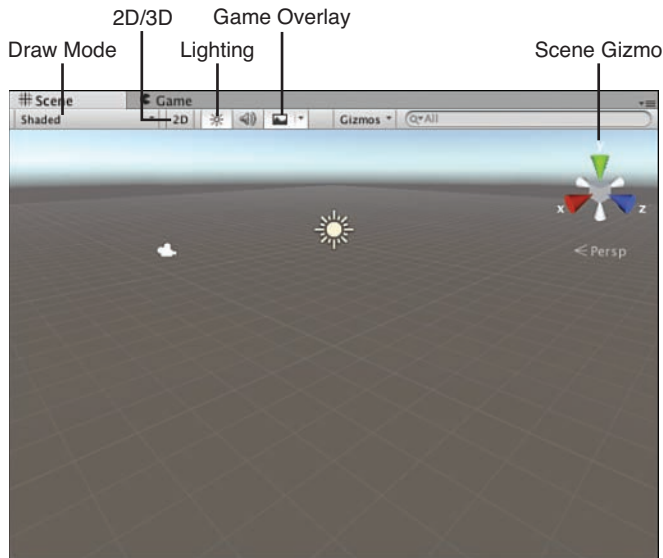 2D/3D
Game Overlay
Draw Mode
Lighting
Scene Gizmo
Scene
Game
Shaded
2D
Gizmos
All
y
x
z
Persp